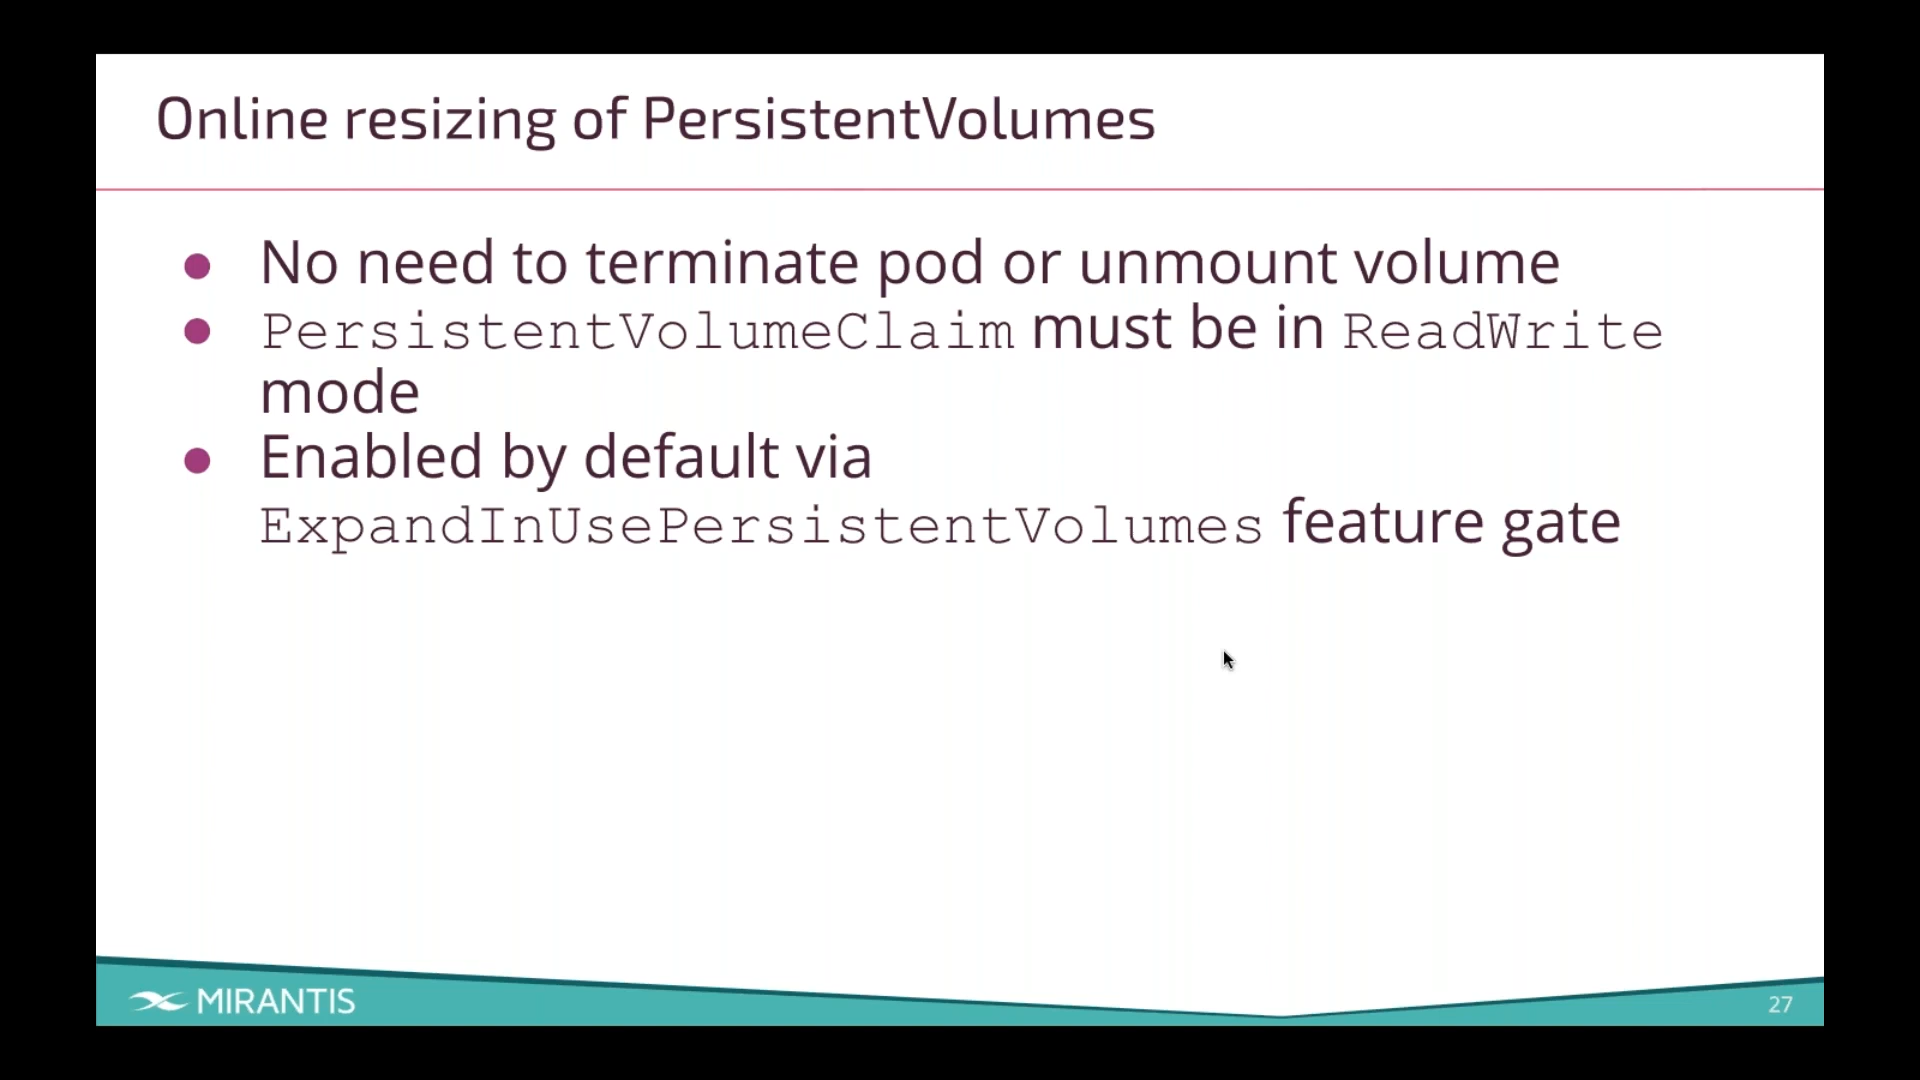 Online resizing of PersistentVolumes
● No need to terminate pod or unmount volume
● PersistentVolumeClaim must be in ReadWrite
mode
● Enabled by default via
ExpandInUsePersistentVolumes feature gate
MIRANTIS
27